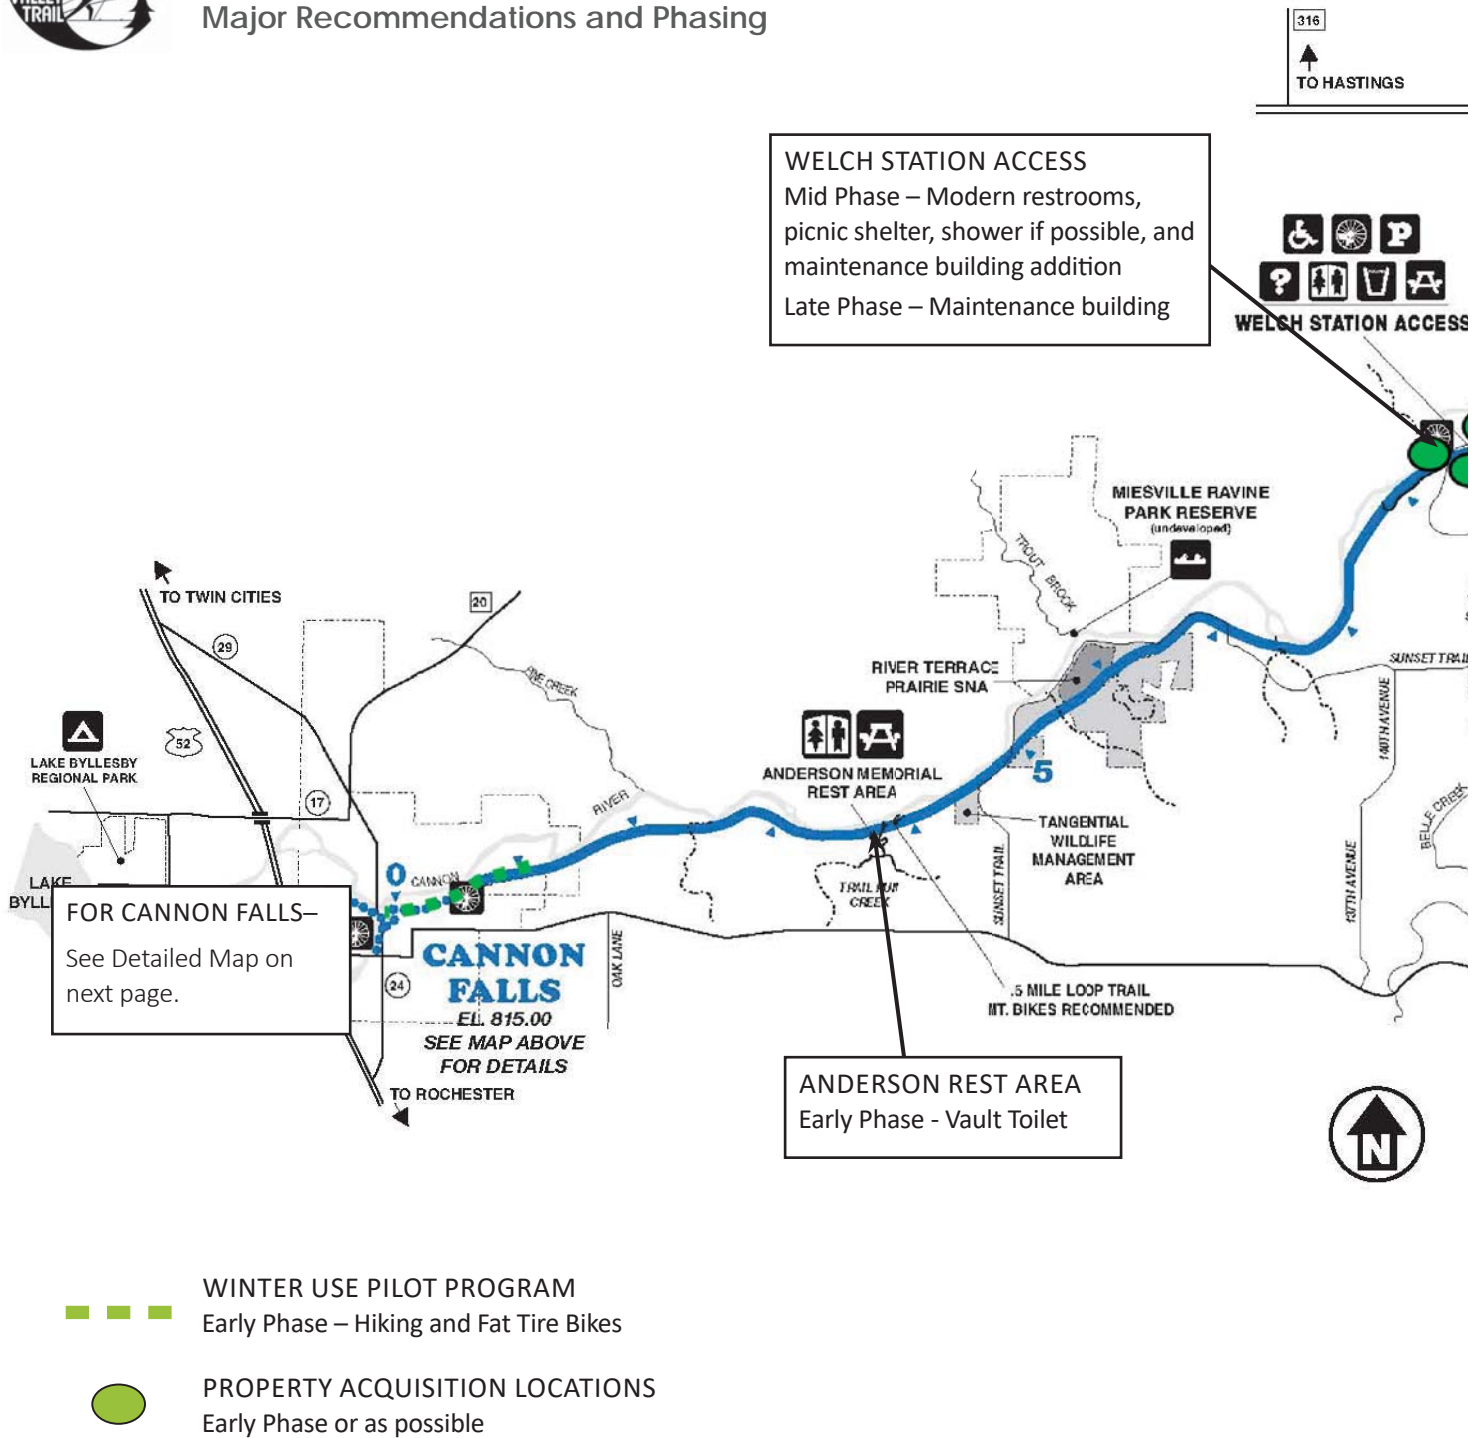 VALLEY
TRAIL
Major Recommendations and Phasing
316
TO HASTINGS
WELCH STATION ACCESS
Mid Phase – Modern restrooms,
picnic shelter, shower if possible, and
maintenance building addition
Late Phase – Maintenance building
P
?
WELCH STATION ACCESS
MIESVILLE RAVINE
PARK RESERVE
(undeveloped)
TROUT BROOK
TO TWIN CITIES
20
29
PINE CREEK
RIVER TERRACE
PRAIRIE SNA
SUNSET TRAIL
52
LAKE BYLLESBY
REGIONAL PARK
ANDERSON MEMORIAL
REST AREA
140TH AVENUE
5
17
RIVER
TANGENTIAL
WILDLIFE
MANAGEMENT
AREA
BELLE CREEK
SUNSET TRAIL
137TH AVENUE
0
CANNON
TRAIL RUN
CREEK
LAKE
BYLL
FOR CANNON FALLS–
See Detailed Map on
next page.
CANNON
FALLS
EL. 815.00
SEE MAP ABOVE
FOR DETAILS
24
OAK LANE
.5 MILE LOOP TRAIL
MT. BIKES RECOMMENDED
TO ROCHESTER
ANDERSON REST AREA
Early Phase - Vault Toilet
N
WINTER USE PILOT PROGRAM
Early Phase – Hiking and Fat Tire Bikes
PROPERTY ACQUISITION LOCATIONS
Early Phase or as possible